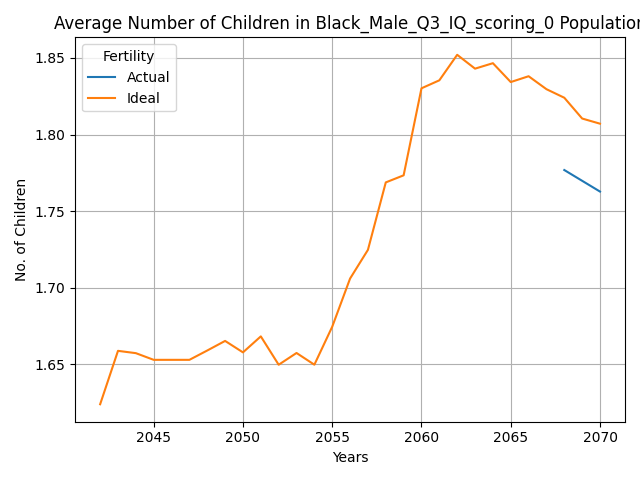 Average Number of Children in Black_Male_Q3_IQ_scoring_0 Population
Fertility
Actual
Ideal
1.85
1.80
1.75
1.70
1.65
No. of Children
2045
2050
2055
2060
2065
2070
Years